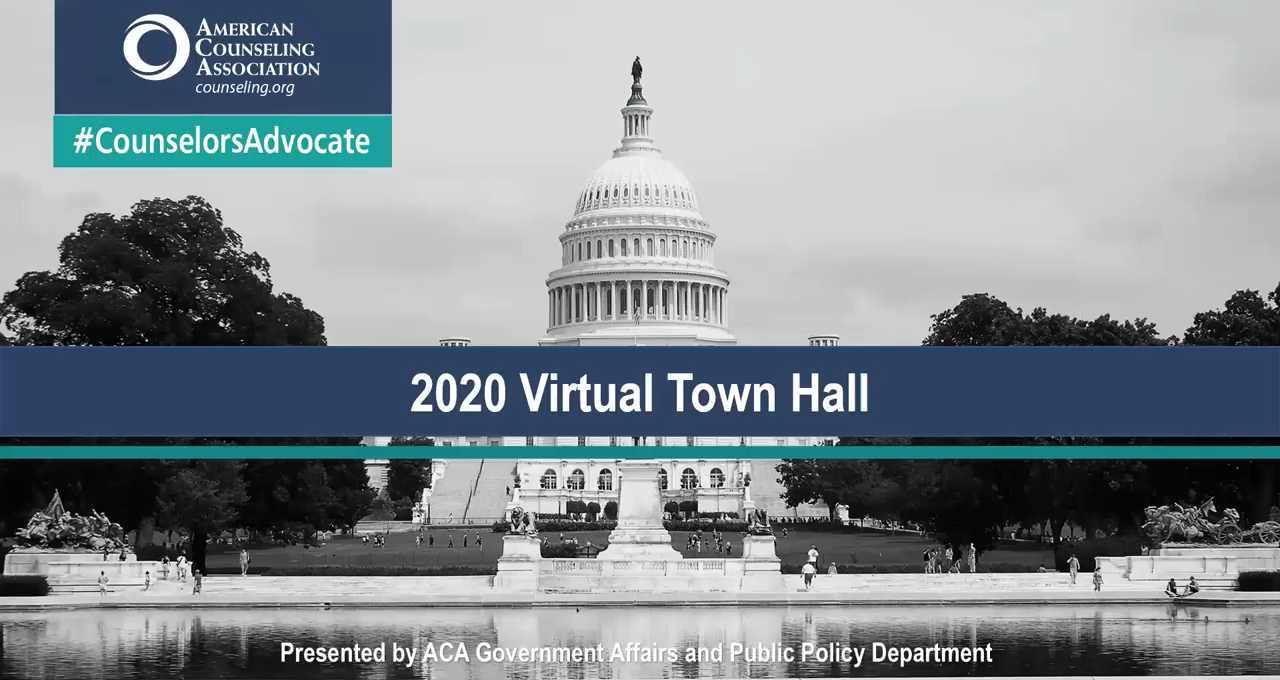 AMERICAN
COUNSELING
ASSOCIATION
counseling.org
#CounselorsAdvocate
2020 Virtual Town Hall
Presented by ACA Government Affairs and Public Policy Department